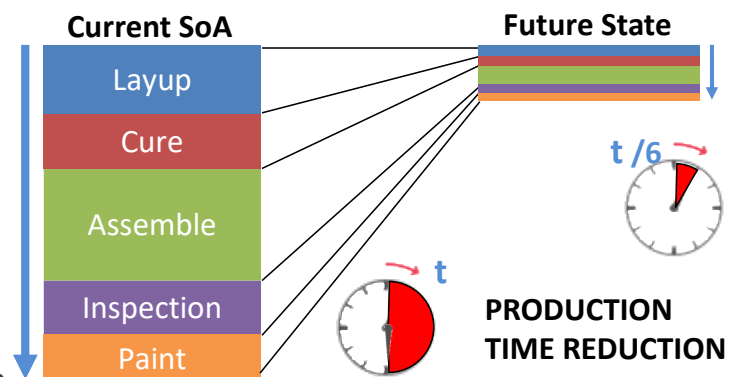 Current SoA
Future State
Layup
Cure
Assemble
Inspection
Paint
t /6
t
PRODUCTION
TIME REDUCTION